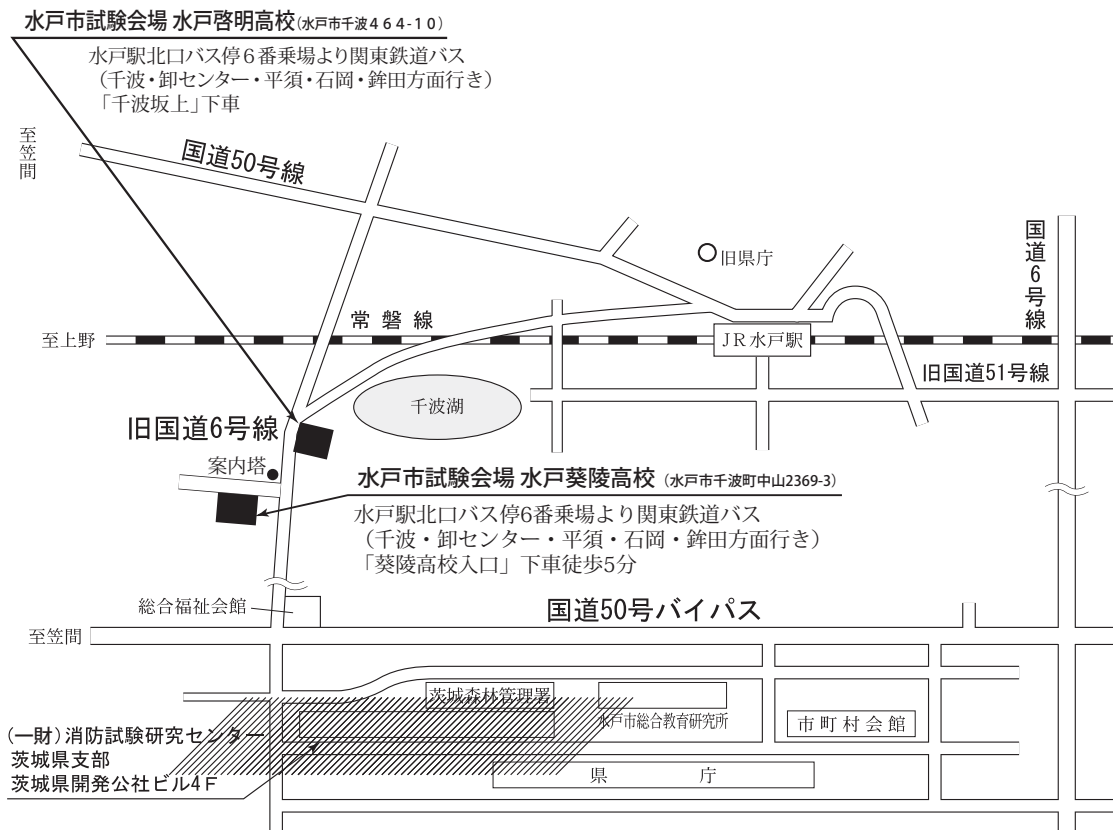 水戸市試験会場 水戸啓明高校(水戸市千波４６４-１０)
水戸駅北口バス停６番乗場より関東鉄道バス
（千波・卸センター・平須・石岡・鉾田方面行き）
「千波坂上」下車
至笠間
国道50号線
旧県庁
国道6号線
常磐線
至上野
JR水戸駅
旧国道51号線
千波湖
旧国道6号線
案内塔
水戸市試験会場 水戸葵陵高校（水戸市千波町中山2369-3）
水戸駅北口バス停6番乗場より関東鉄道バス
（千波・卸センター・平須・石岡・鉾田方面行き）
「葵陵高校入口」下車徒歩5分
総合福祉会館
国道50号バイパス
至笠間
茨城森林管理署
水戸市総合教育研究所
市町村会館
(一財)消防試験研究センター
茨城県支部
茨城県開発公社ビル4Ｆ
県庁